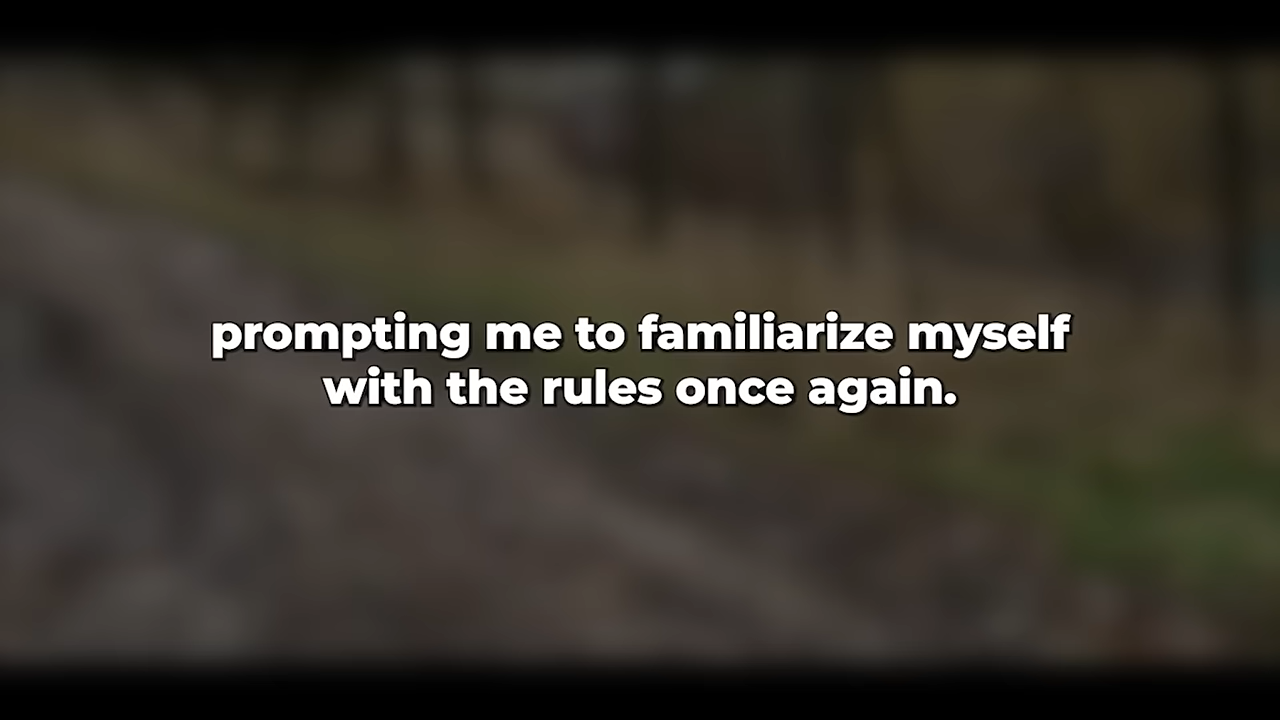 prompting me to familiarize myself
with the rules once again.